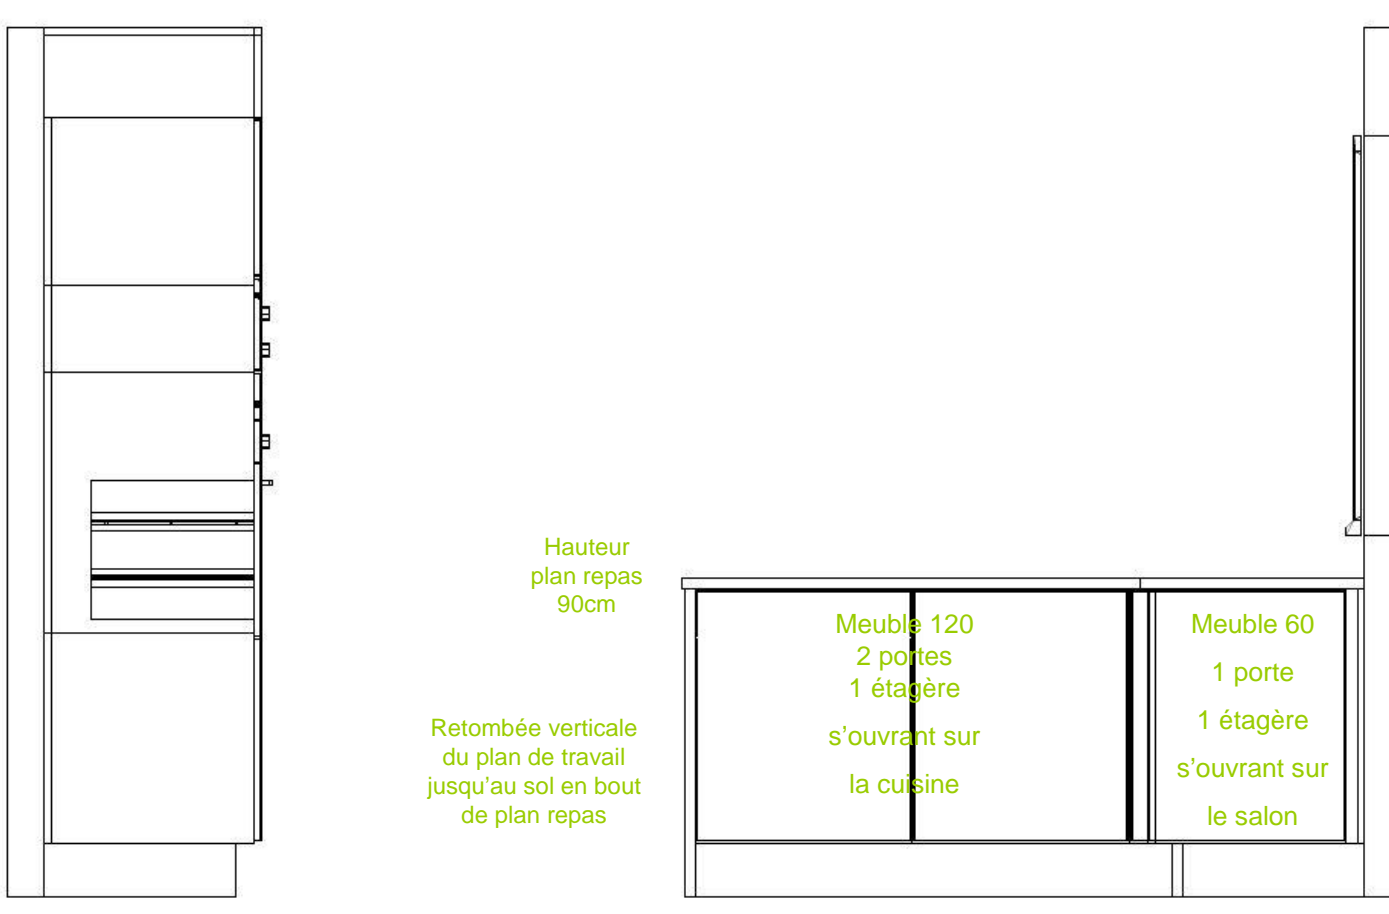 Hauteur
plan repas
90cm
Retombée verticale
du plan de travail
jusqu’au sol en bout
de plan repas
Meuble 120
2 portes
1 étagère
s’ouvrant sur
la cuisine
Meuble 60
1 porte
1 étagère
s’ouvrant sur
le salon